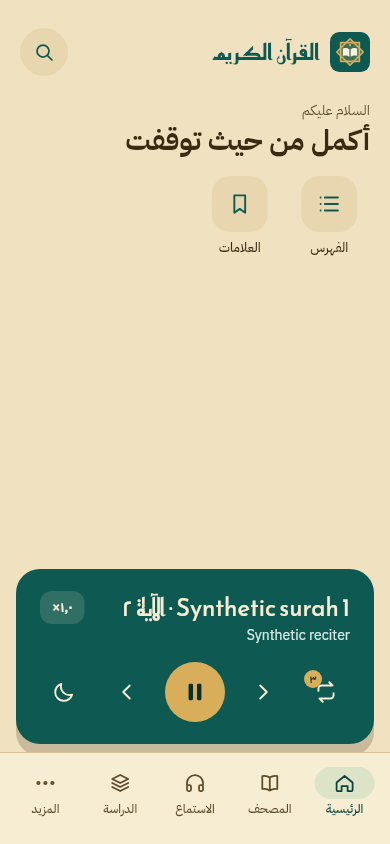 القرآن الكريم
السلام عليكم
أكمل من حيث توقفت
الفهرس
العلامات
Synthetic surah 1 · الآية ٢
×١٫٠
Synthetic reciter
٣
الرئيسية
المصحف
الاستماع
الدراسة
المزيد